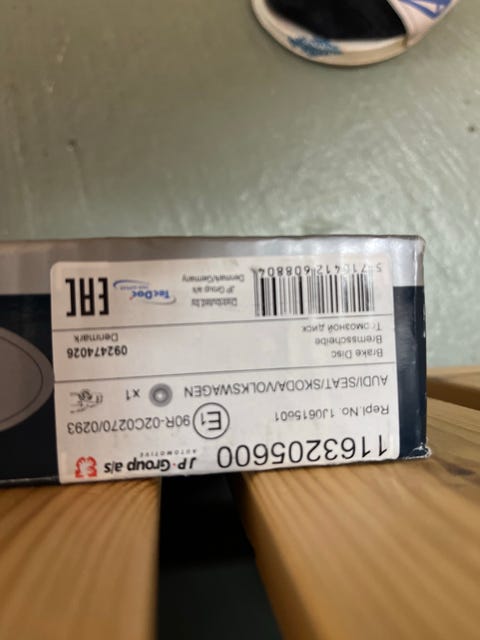 1163205600
JP Group a/s
AUTOMOTIVE
Repl.No. 1J0615601
E1
90R-02C0270/0293
AUDI/SEAT/SKODA/VOLKSWAGEN
x1
Brake Disc
Bremsscheibe
Тормозной диск
092474026
Denmark
5 710412 608804
Distributed by
JP Group a/s
Denmark/Germany
TecDoc
EAC